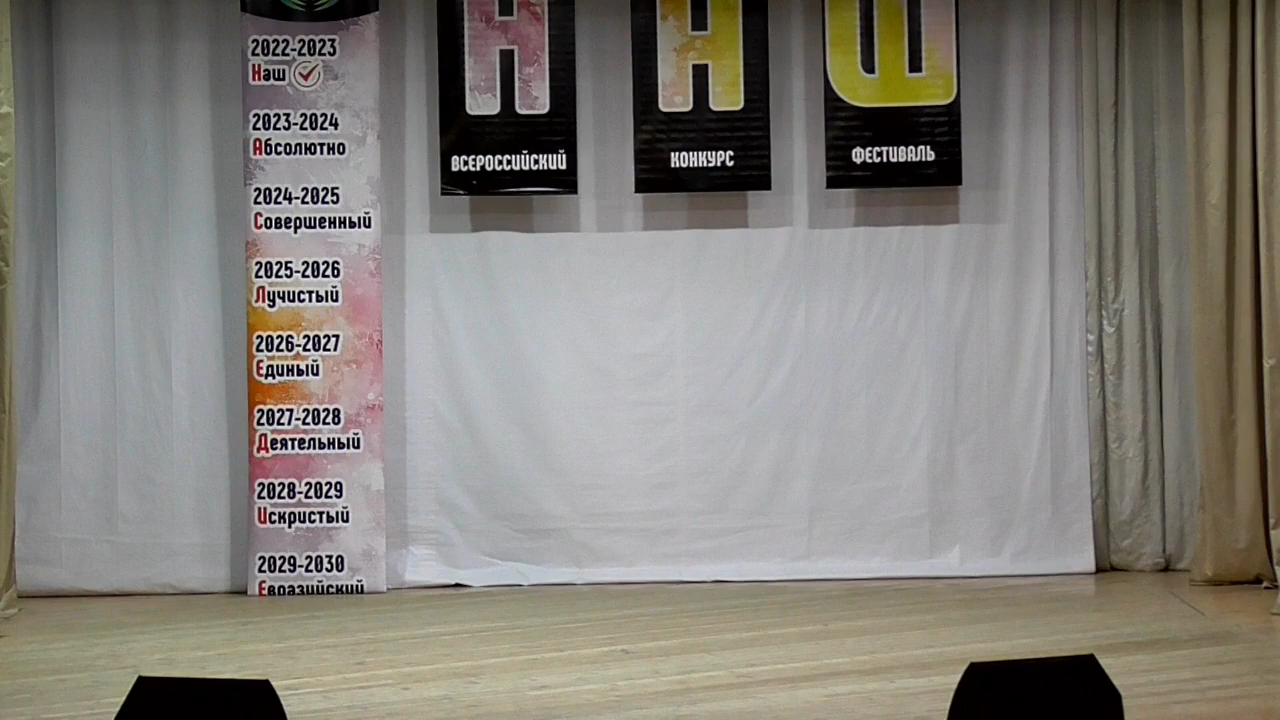 2022-2023
Наш
2023-2024
Абсолютно
2024-2025
Совершенный
2025-2026
Лучистый
2026-2027
Единый
2027-2028
Деятельный
2028-2029
Искристый
2029-2030
Евразийский
Н А Ш
ВСЕРОССИЙСКИЙ
КОНКУРС
ФЕСТИВАЛЬ